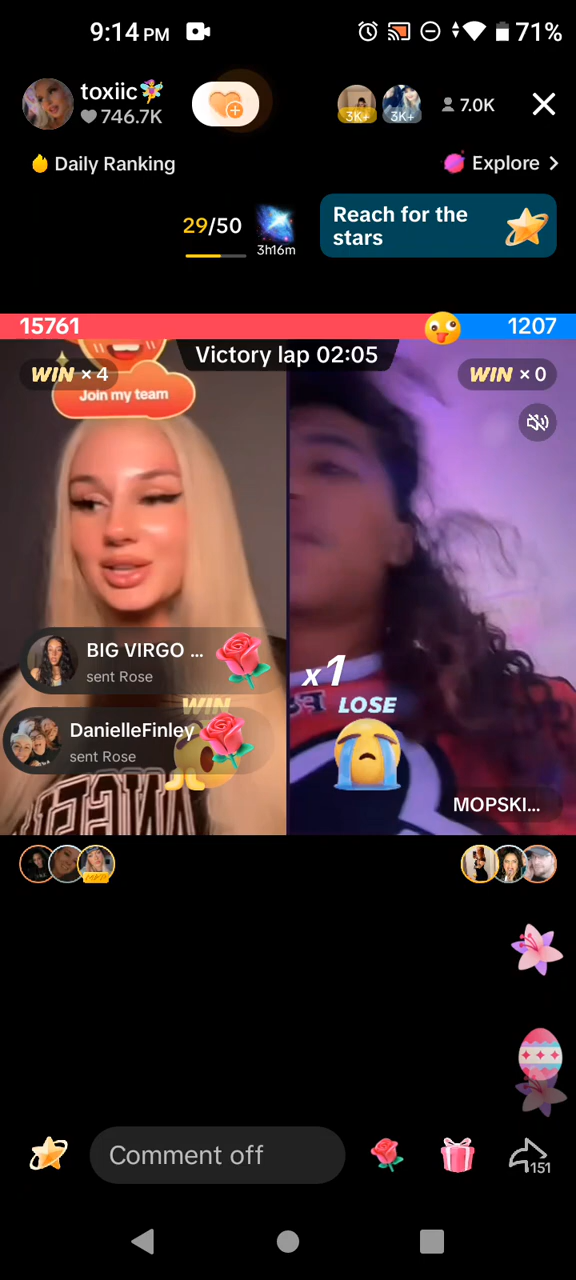 9:14 PM
71%
toxiic
746.7K
3K+
3K+
7.0K
Daily Ranking
Explore >
29/50
3h16m
Reach for the
stars
15761
1207
Victory lap 02:05
WIN × 4
WIN × 0
Join my team
BIG VIRGO ...
sent Rose
x1
WIN
LOSE
DanielleFinley
sent Rose
MOPSKI...
Comment off
151